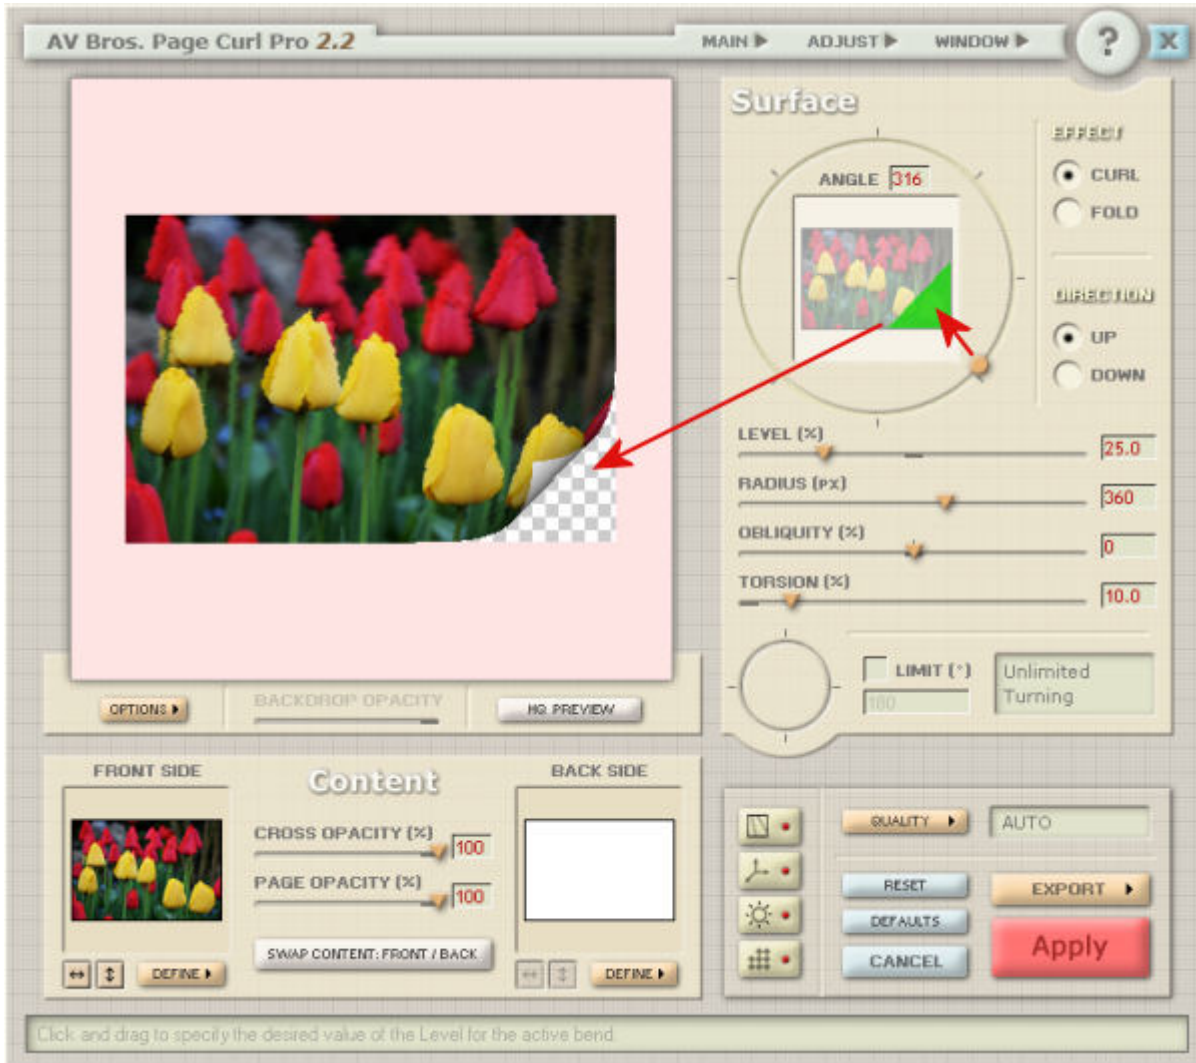 AV Bros. Page Curl Pro 2.2
MAIN ADJUST WINDOW ? X
Surface
ANGLE 316
EFFECT
CURL
FOLD
DIRECTION
UP
DOWN
LEVEL (%) 25.0
RADIUS (PX) 360
OBLIQUITY (%) 0
TORSION (%) 10.0
LIMIT (°)
180
Unlimited
Turning
OPTIONS BACKDROP OPACITY HQ PREVIEW
FRONT SIDE Content BACK SIDE
CROSS OPACITY (%) 100
PAGE OPACITY (%) 100
SWAP CONTENT: FRONT / BACK
DEFINE DEFINE
QUALITY AUTO
RESET EXPORT
DEFAULTS
CANCEL Apply
Click and drag to specify the desired value of the Level for the active bend.